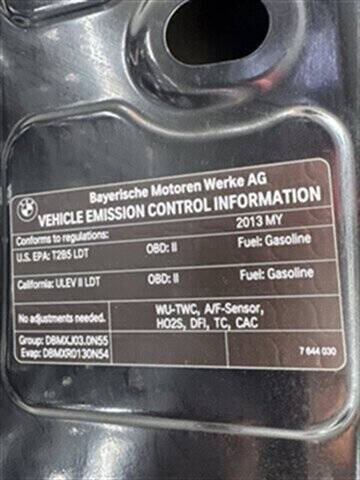 Bayerische Motoren Werke AG
VEHICLE EMISSION CONTROL INFORMATION
Conforms to regulations: 2013 MY
U.S. EPA: T2B5 LDT OBD: II Fuel: Gasoline
California: ULEV II LDT OBD: II Fuel: Gasoline
No adjustments needed. WU-TWC, A/F-Sensor,
HO2S, DFI, TC, CAC
Group: DBMXJ03.0N55
Evap: DBMXR0130N54 7 644 030